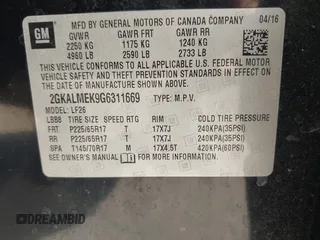 GM
MFD BY GENERAL MOTORS OF CANADA COMPANY 04/16
GVWR GAWR FRT GAWR RR
2250 KG 1175 KG 1240 KG
4960 LB 2590 LB 2733 LB
THIS VEHICLE CONFORMS TO ALL APPLICABLE U.S. FEDERAL MOTOR
VEHICLE SAFETY AND THEFT PREVENTION STANDARDS IN EFFECT ON
THE DATE OF MANUFACTURE SHOWN ABOVE.
2GKALMEK9G6311669 TYPE: M.P.V.
MODEL: LF26
LBB8 TIRE SIZE SPEED RTG RIM COLD TIRE PRESSURE
FRT P225/65R17 T 17X7J 240KPA(35PSI)
RR P225/65R17 T 17X7J 240KPA(35PSI)
SPA T145/70R17 M 17X4.5T 420KPA(60PSI)
SEE OWNER'S MANUAL FOR ADDITIONAL INFORMATION.
© DREAMBID